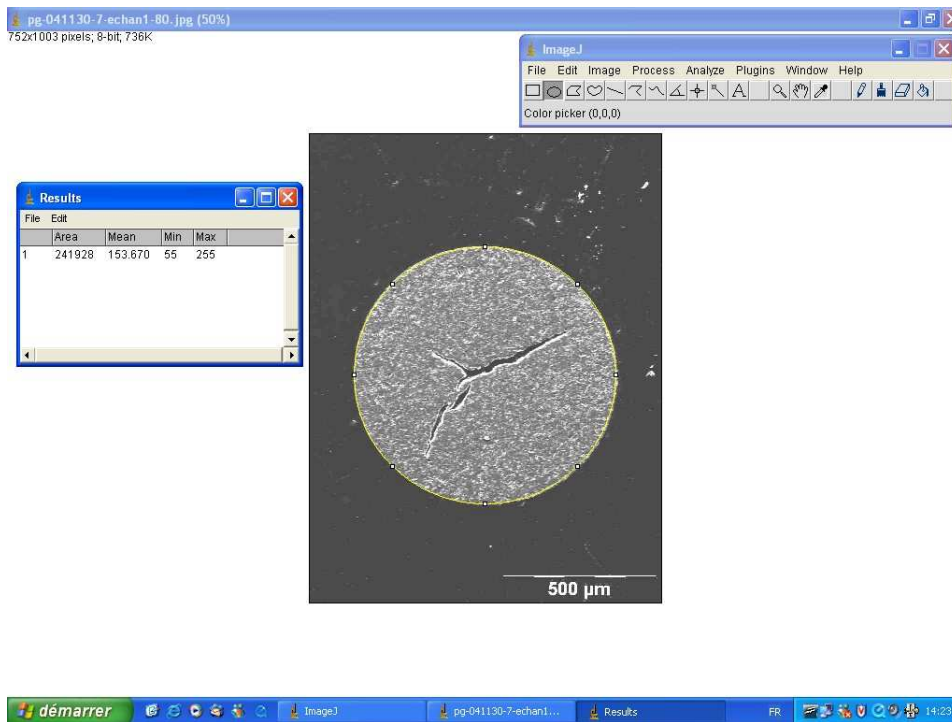 pg-041130-7-echan1-80.jpg (50%)
752x1003 pixels; 8-bit; 736K
ImageJ
File Edit Image Process Analyze Plugins Window Help
A
Color picker (0,0,0)
Results
File Edit
Area Mean Min Max
1 241928 153.670 55 255
500 µm
démarrer
ImageJ
pg-041130-7-echan1...
Results
FR
14:23